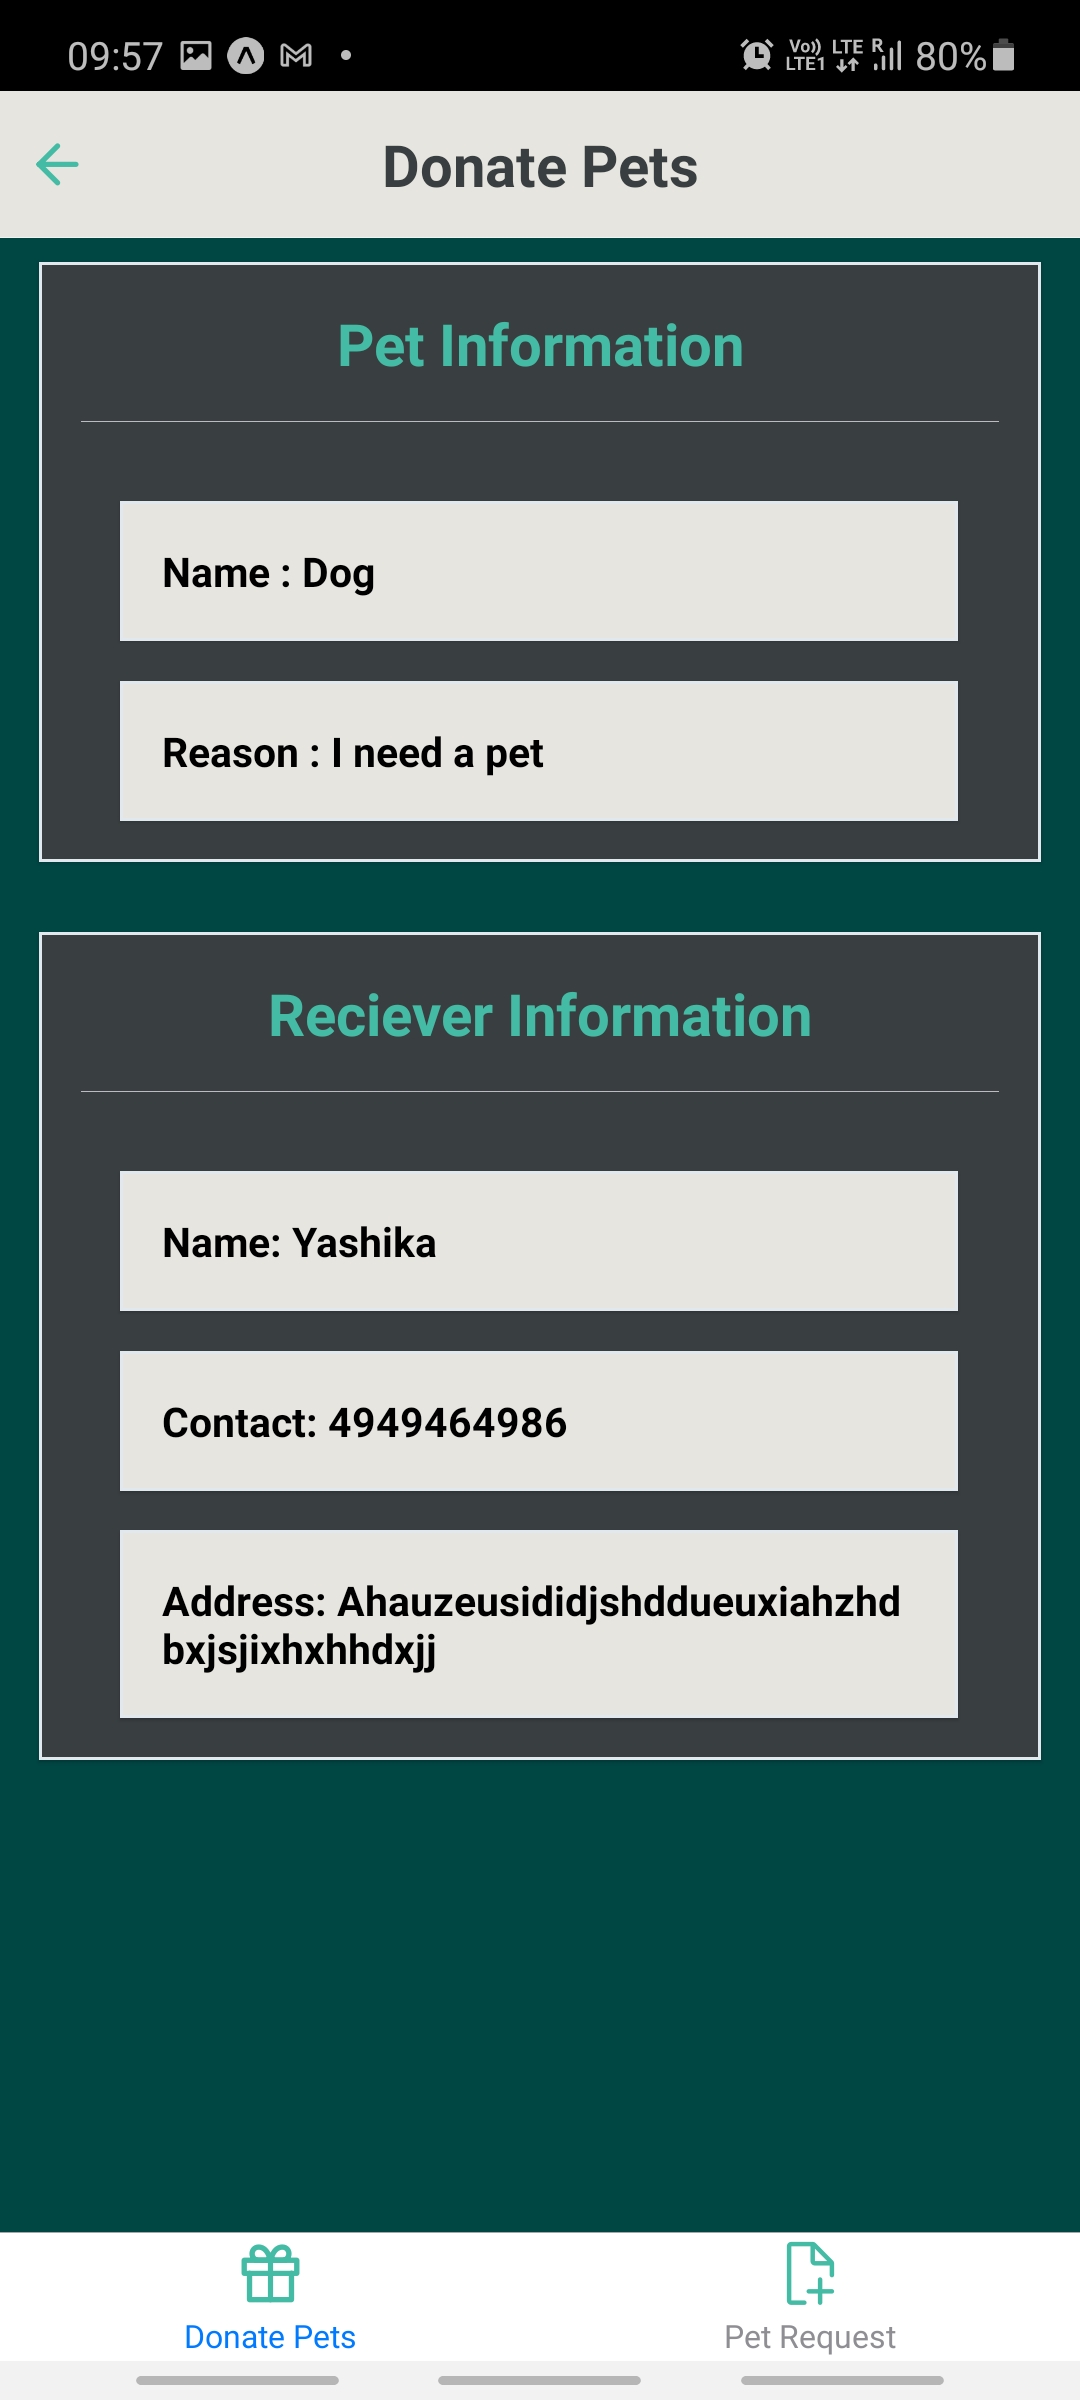 09:57
Vo)) LTE R 80%
LTE1
Donate Pets
Pet Information
Name : Dog
Reason : I need a pet
Reciever Information
Name: Yashika
Contact: 4949464986
Address: Ahauzeusididjshddueuxiahzhd
bxjsjixhxhhdxjj
Donate Pets
Pet Request